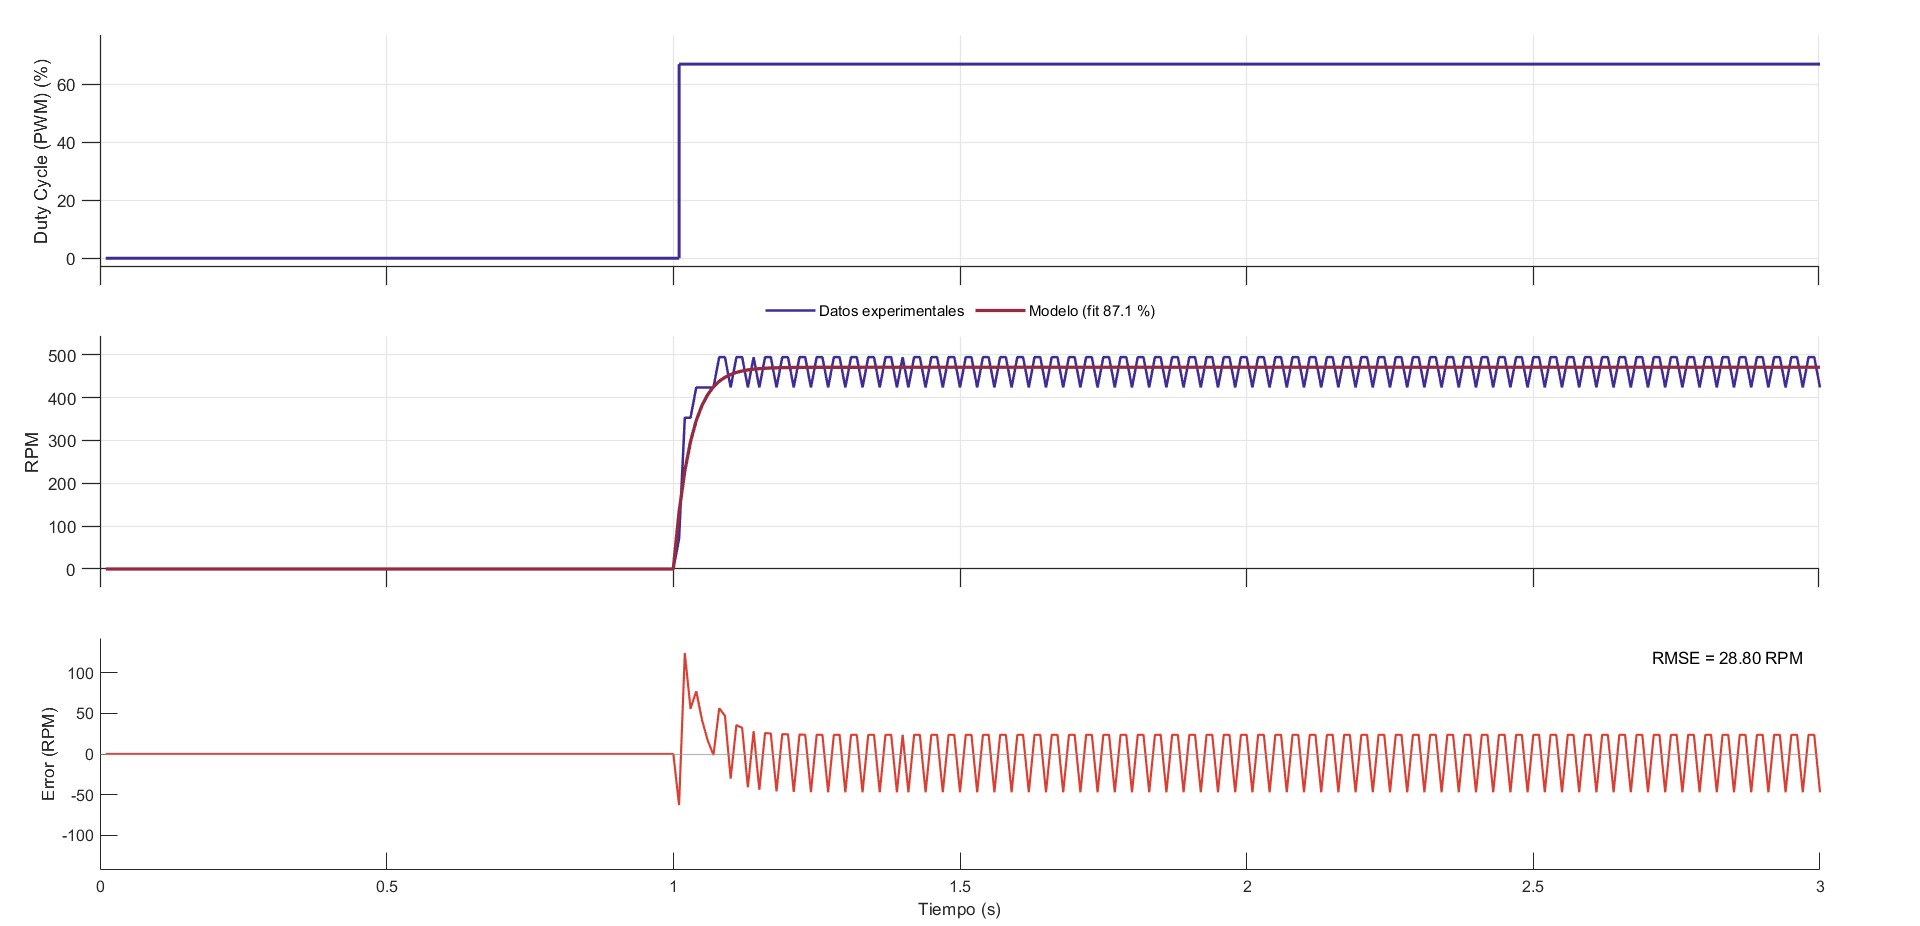 Duty Cycle (PWM) (%)
60
40
20
0
Datos experimentales Modelo (fit 87.1 %)
RPM
500
400
300
200
100
0
Error (RPM)
RMSE = 28.80 RPM
100
50
0
-50
-100
0 0.5 1 1.5 2 2.5 3
Tiempo (s)